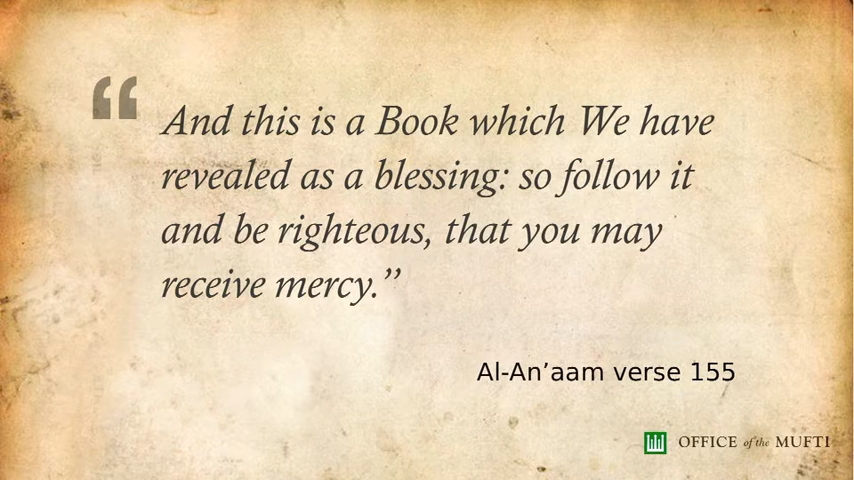 “And this is a Book which We have
revealed as a blessing: so follow it
and be righteous, that you may
receive mercy.”
Al-An’aam verse 155
OFFICE of the MUFTI